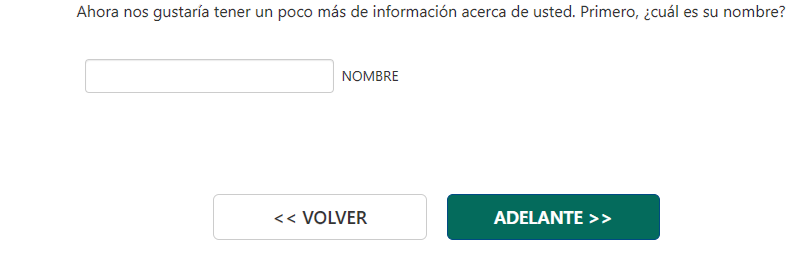 Ahora nos gustaría tener un poco más de información acerca de usted. Primero, ¿cuál es su nombre?
NOMBRE
<< VOLVER
ADELANTE >>